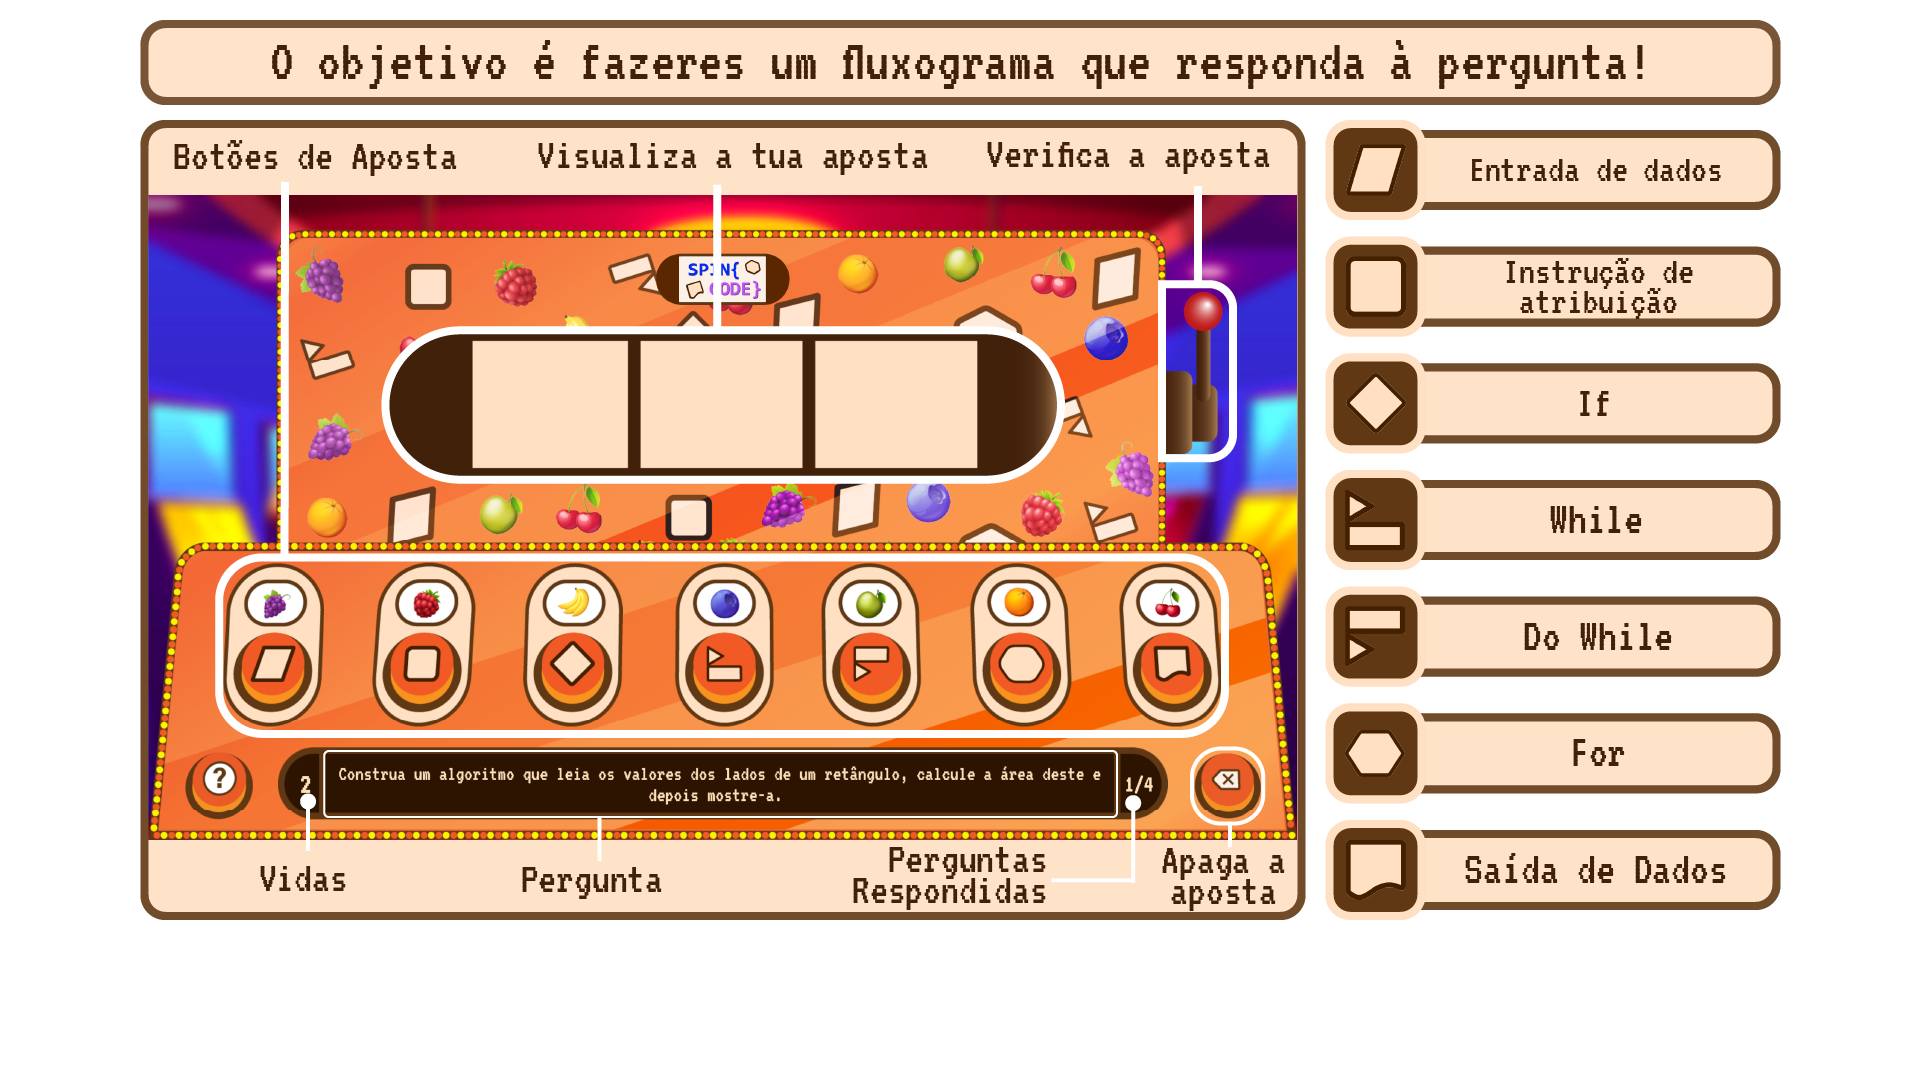 O objetivo é fazeres um fluxograma que responda à pergunta!
Botões de Aposta
Visualiza a tua aposta
Verifica a aposta
SPIN{
CODE}
?
2
Construa um algoritmo que leia os valores dos lados de um retângulo, calcule a área deste e
depois mostre-a.
1/4
Vidas
Pergunta
Perguntas
Respondidas
Apaga a
aposta
Entrada de dados
Instrução de
atribuição
If
While
Do While
For
Saída de Dados